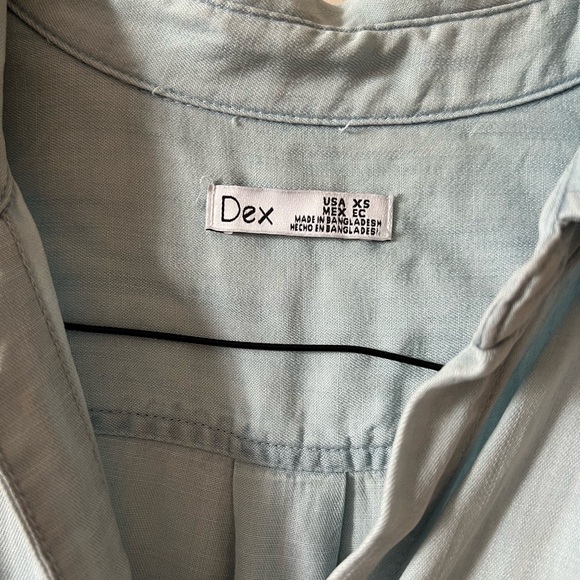 Dex
USA XS
MEX EC
MADE IN BANGLADESH
HECHO EN BANGLADESH